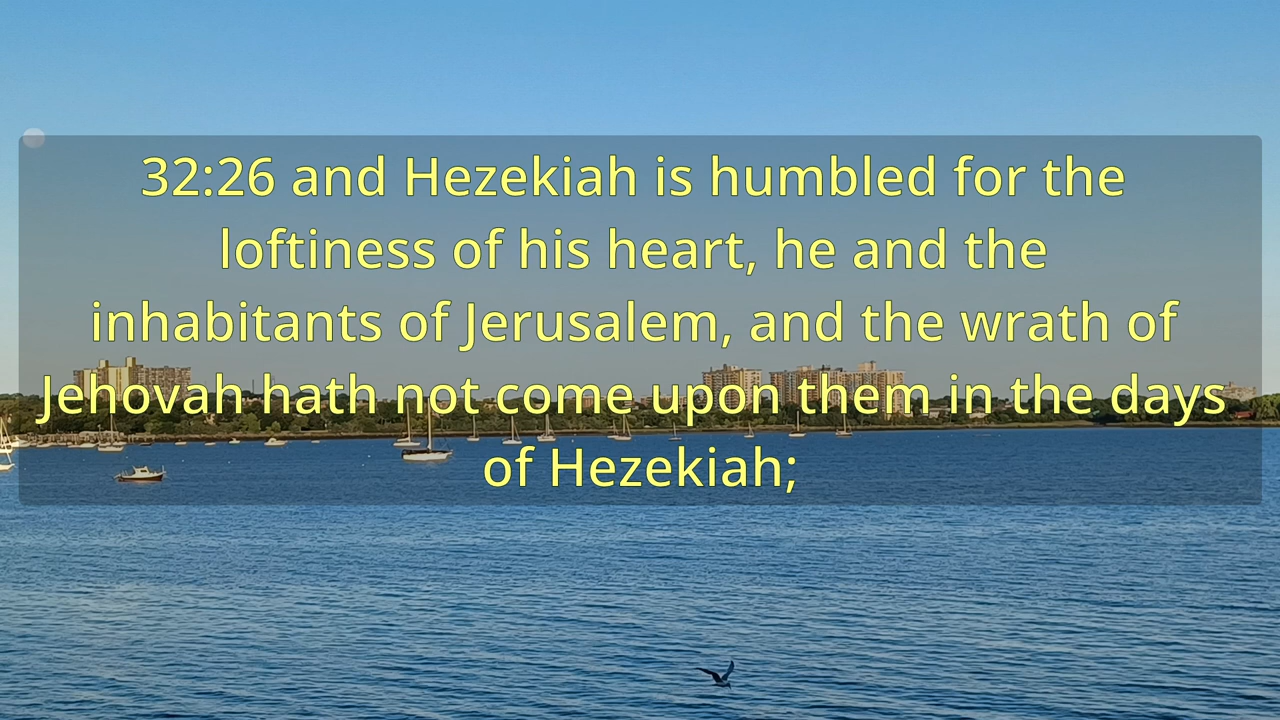 32:26 and Hezekiah is humbled for the
loftiness of his heart, he and the
inhabitants of Jerusalem, and the wrath of
Jehovah hath not come upon them in the days
of Hezekiah;